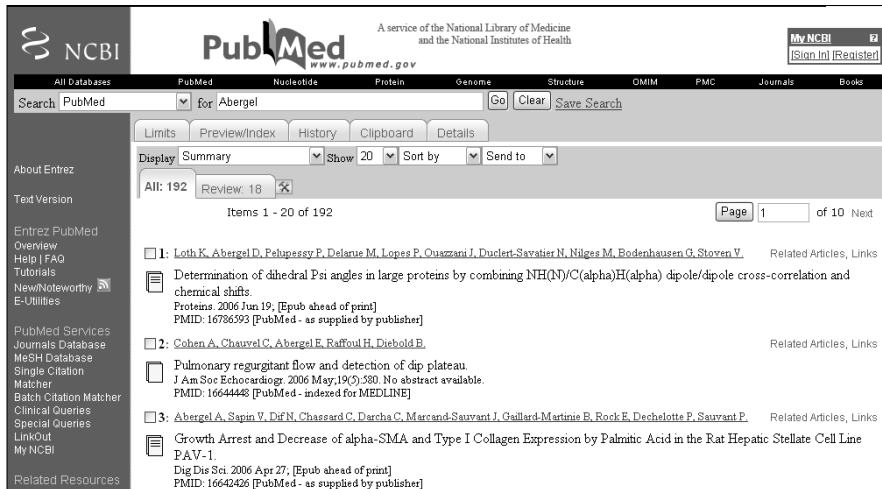 NCBI
PubMed
www.pubmed.gov
A service of the National Library of Medicine
and the National Institutes of Health
My NCBI
[Sign In] [Register]
All Databases PubMed Nucleotide Protein Genome Structure OMIM PMC Journals Books
Search PubMed for Abergel Go Clear Save Search
Limits Preview/Index History Clipboard Details
Display Summary Show 20 Sort by Send to
All: 192 Review: 18
Items 1 - 20 of 192 Page 1 of 10 Next
About Entrez
Text Version
Entrez PubMed
Overview
Help | FAQ
Tutorials
New/Noteworthy
E-Utilities
PubMed Services
Journals Database
MeSH Database
Single Citation
Matcher
Batch Citation Matcher
Clinical Queries
Special Queries
LinkOut
My NCBI
Related Resources
1: Loth K, Abergel D, Pelupessy P, Delarue M, Lopes P, Ouazzani J, Duclert-Savatier N, Nilges M, Bodenhausen G, Stoven V. Related Articles, Links
Determination of dihedral Psi angles in large proteins by combining NH(N)/C(alpha)H(alpha) dipole/dipole cross-correlation and
chemical shifts.
Proteins. 2006 Jun 19; [Epub ahead of print]
PMID: 16786593 [PubMed - as supplied by publisher]
2: Cohen A, Chauvel C, Abergel E, Raffoul H, Diebold B. Related Articles, Links
Pulmonary regurgitant flow and detection of dip plateau.
J Am Soc Echocardiogr. 2006 May;19(5):580. No abstract available.
PMID: 16644448 [PubMed - indexed for MEDLINE]
3: Abergel A, Sapin V, Dif N, Chassard C, Darcha C, Marcand-Sauvant J, Gaillard-Martinie B, Rock E, Dechelotte P, Sauvant P. Related Articles, Links
Growth Arrest and Decrease of alpha-SMA and Type I Collagen Expression by Palmitic Acid in the Rat Hepatic Stellate Cell Line
PAV-1.
Dig Dis Sci. 2006 Apr 27; [Epub ahead of print]
PMID: 16642426 [PubMed - as supplied by publisher]